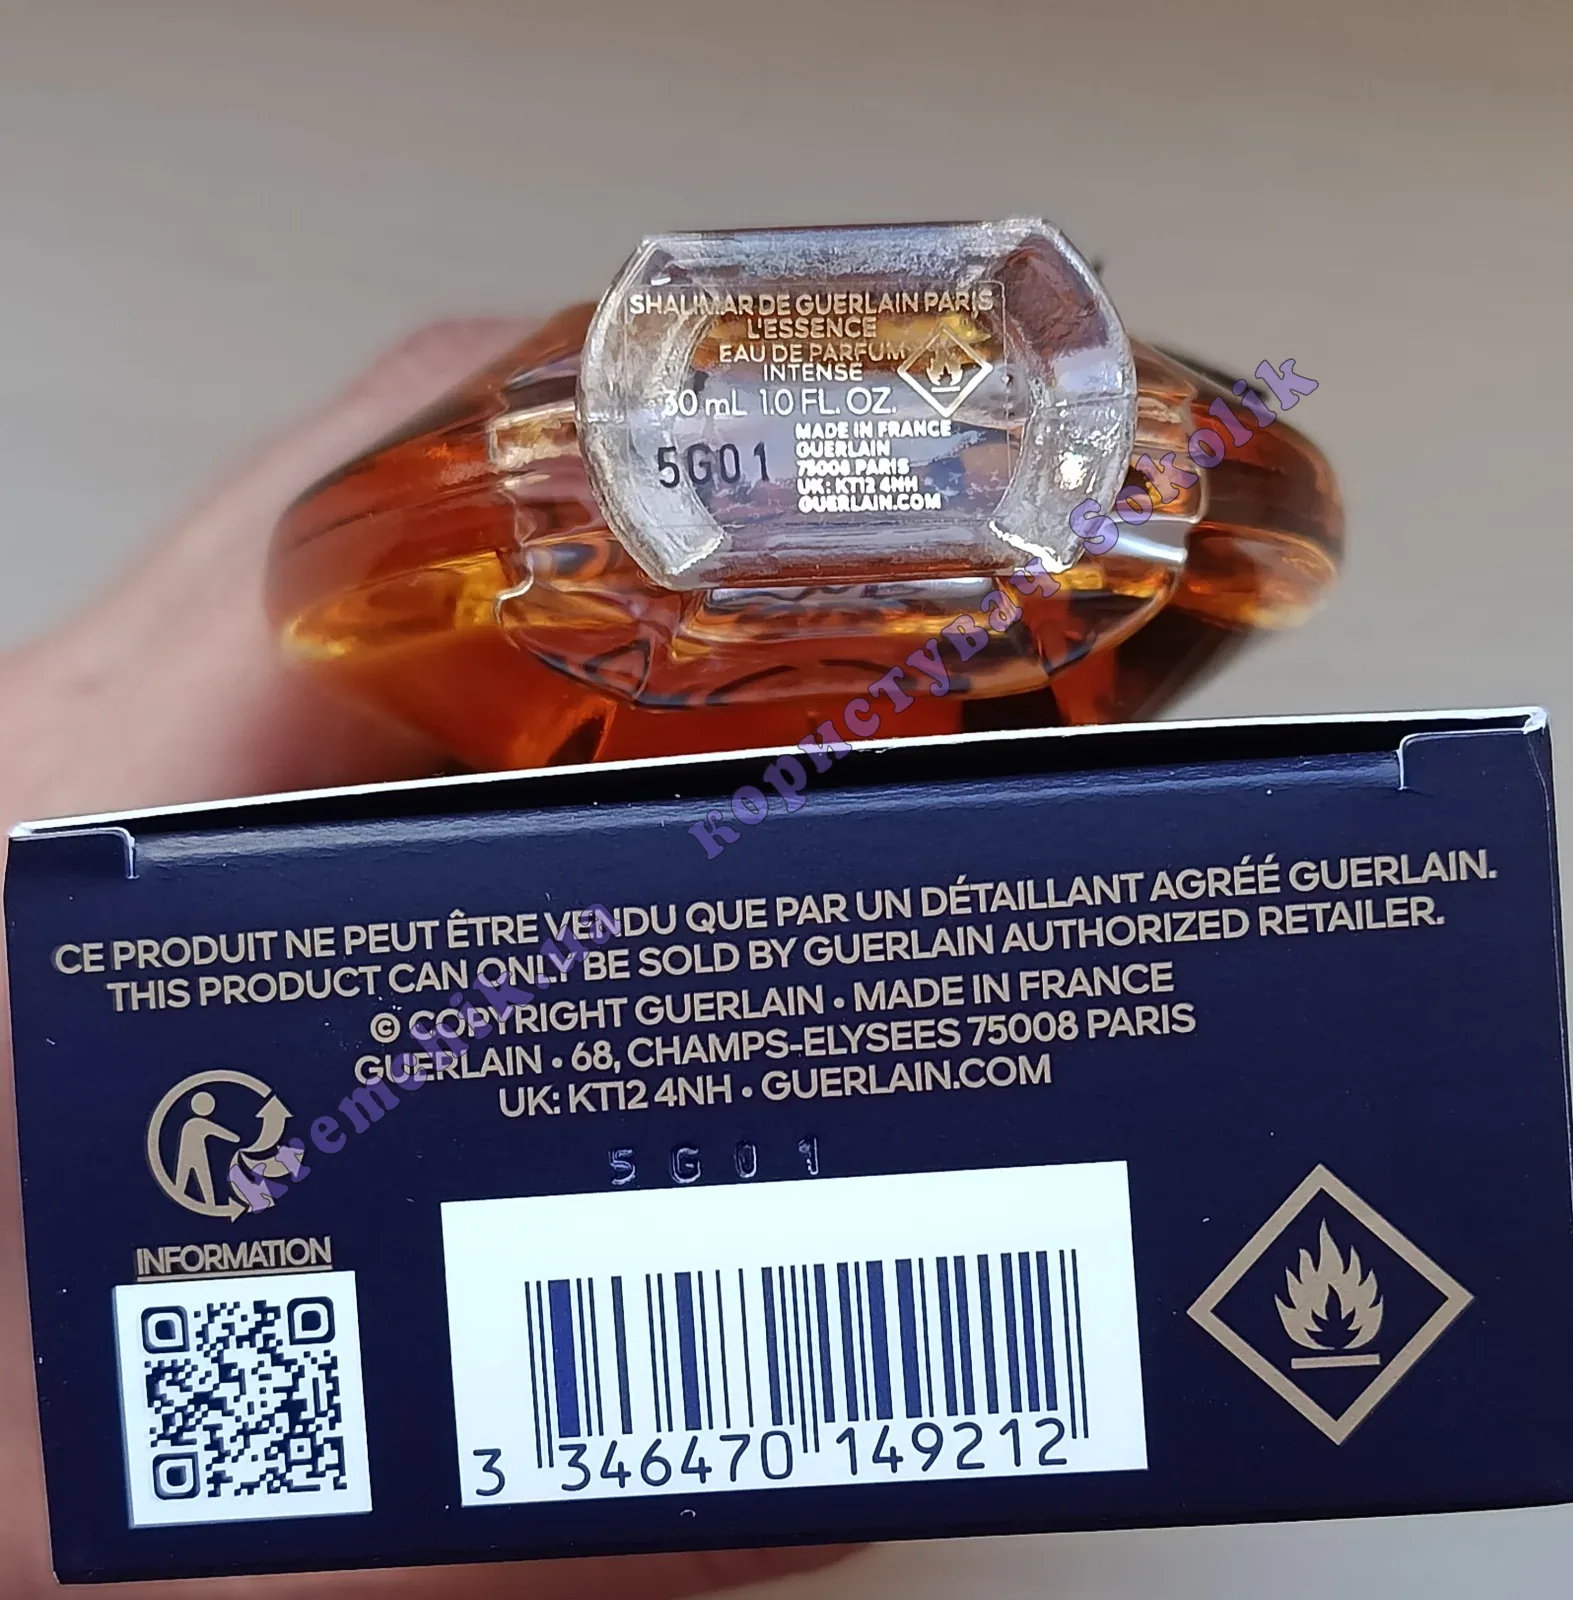 SHALIMAR DE GUERLAIN PARIS
L'ESSENCE
EAU DE PARFUM
INTENSE
30 mL 1.0 FL. OZ.
MADE IN FRANCE
GUERLAIN
75008 PARIS
UK: KT12 4NH
GUERLAIN.COM
5G01
CE PRODUIT NE PEUT ÊTRE VENDU QUE PAR UN DÉTAILLANT AGRÉÉ GUERLAIN.
THIS PRODUCT CAN ONLY BE SOLD BY GUERLAIN AUTHORIZED RETAILER.
© COPYRIGHT GUERLAIN • MADE IN FRANCE
GUERLAIN • 68, CHAMPS-ELYSEES 75008 PARIS
UK: KT12 4NH • GUERLAIN.COM
5G01
INFORMATION
3 346470 149212
Kremchik.ua користувач Sokolik